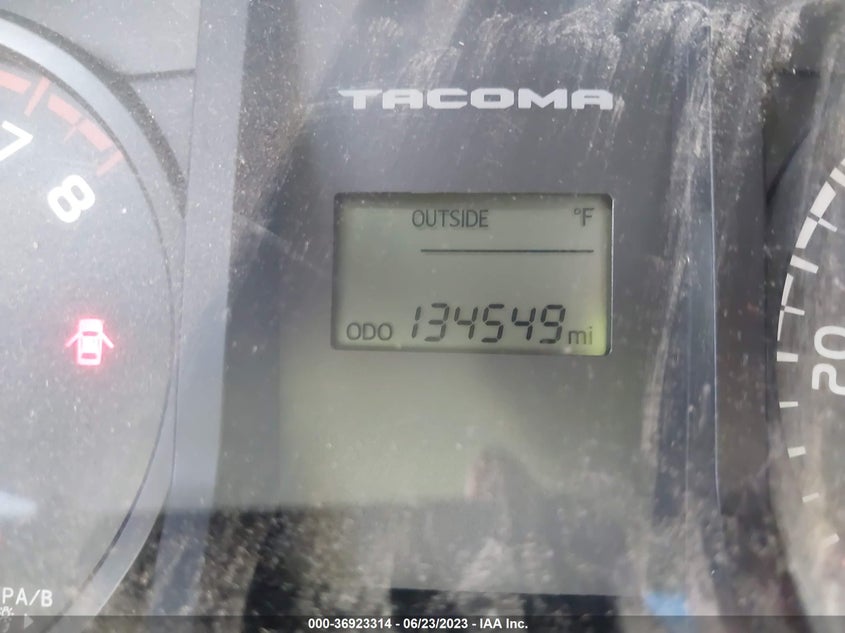 TACOMA
7
8
OUTSIDE °F
ODO 134549 mi
20
PA/B
000-36923314 - 06/23/2023 - IAA Inc.